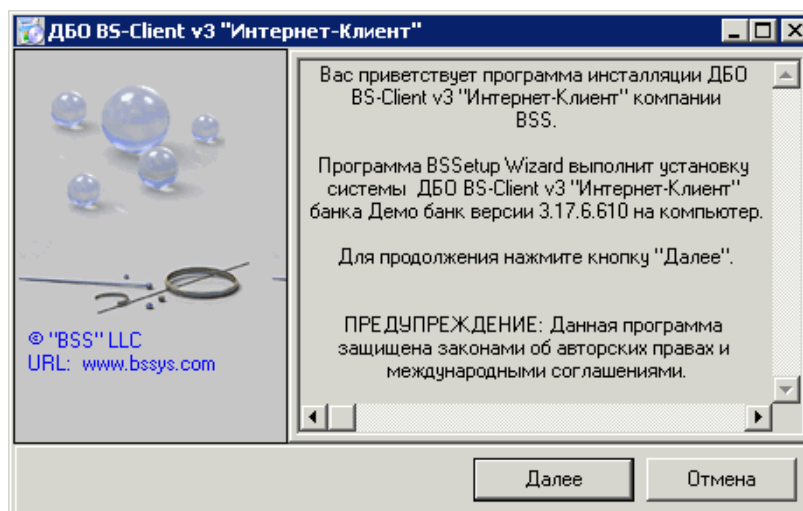 ДБО BS-Client v3 "Интернет-Клиент"
Вас приветствует программа инсталляции ДБО
BS-Client v3 "Интернет-Клиент" компании
BSS.
Программа BSSetup Wizard выполнит установку
системы ДБО BS-Client v3 "Интернет-Клиент"
банка Демо банк версии 3.17.6.610 на компьютер.
Для продолжения нажмите кнопку "Далее".
ПРЕДУПРЕЖДЕНИЕ: Данная программа
защищена законами об авторских правах и
международными соглашениями.
© "BSS" LLC
URL: www.bssys.com
Далее
Отмена